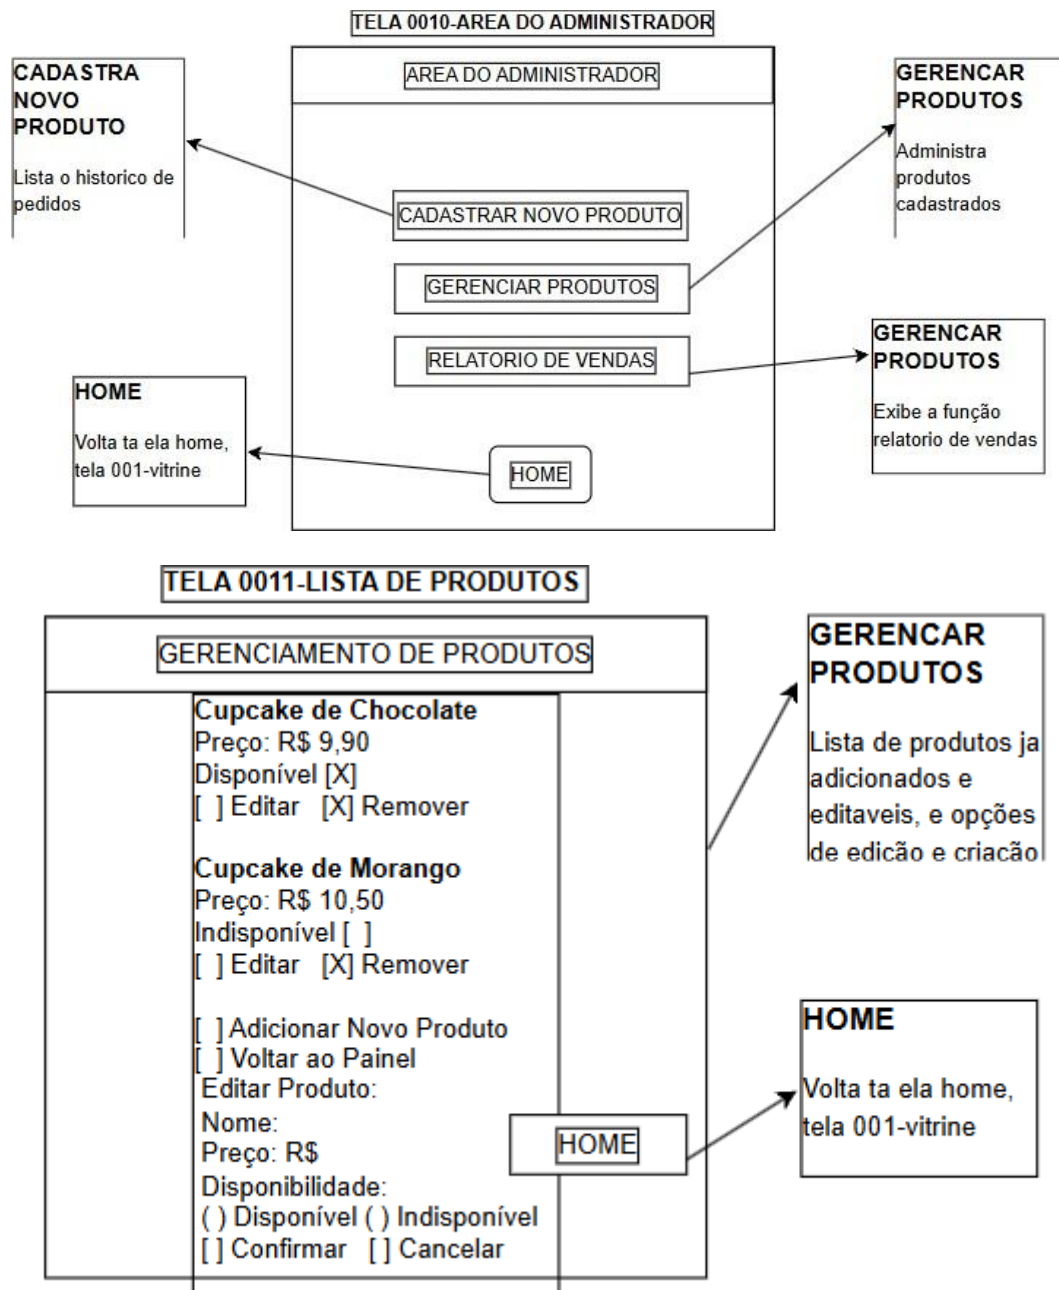 TELA 0010-AREA DO ADMINISTRADOR
AREA DO ADMINISTRADOR
CADASTRA
NOVO
PRODUTO
Lista o historico de
pedidos
GERENCAR
PRODUTOS
Administra
produtos
cadastrados
CADASTRAR NOVO PRODUTO
GERENCIAR PRODUTOS
RELATORIO DE VENDAS
GERENCAR
PRODUTOS
Exibe a função
relatorio de vendas
HOME
Volta ta ela home,
tela 001-vitrine
HOME
TELA 0011-LISTA DE PRODUTOS
GERENCIAMENTO DE PRODUTOS
Cupcake de Chocolate
Preço: R$ 9,90
Disponível [X]
[ ] Editar [X] Remover
Cupcake de Morango
Preço: R$ 10,50
Indisponível [ ]
[ ] Editar [X] Remover
[ ] Adicionar Novo Produto
[ ] Voltar ao Painel
Editar Produto:
Nome:
Preço: R$
Disponibilidade:
( ) Disponível ( ) Indisponível
[ ] Confirmar [ ] Cancelar
HOME
GERENCAR
PRODUTOS
Lista de produtos ja
adicionados e
editaveis, e opções
de edicão e criacão
HOME
Volta ta ela home,
tela 001-vitrine